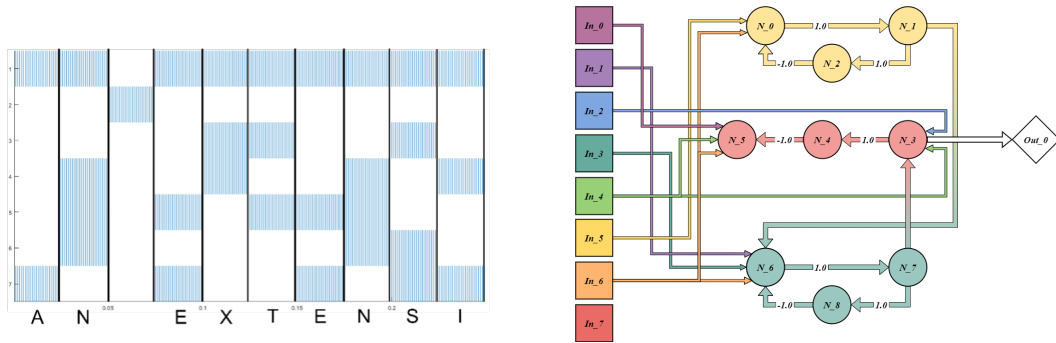 1
2
3
4
5
6
7
0.05
0.1
0.15
0.2
A N E X T E N S I
In_0
In_1
In_2
In_3
In_4
In_5
In_6
In_7
N_0
1.0
N_1
-1.0
N_2
1.0
N_5
-1.0
N_4
1.0
N_3
Out_0
N_6
1.0
N_7
-1.0
N_8
1.0